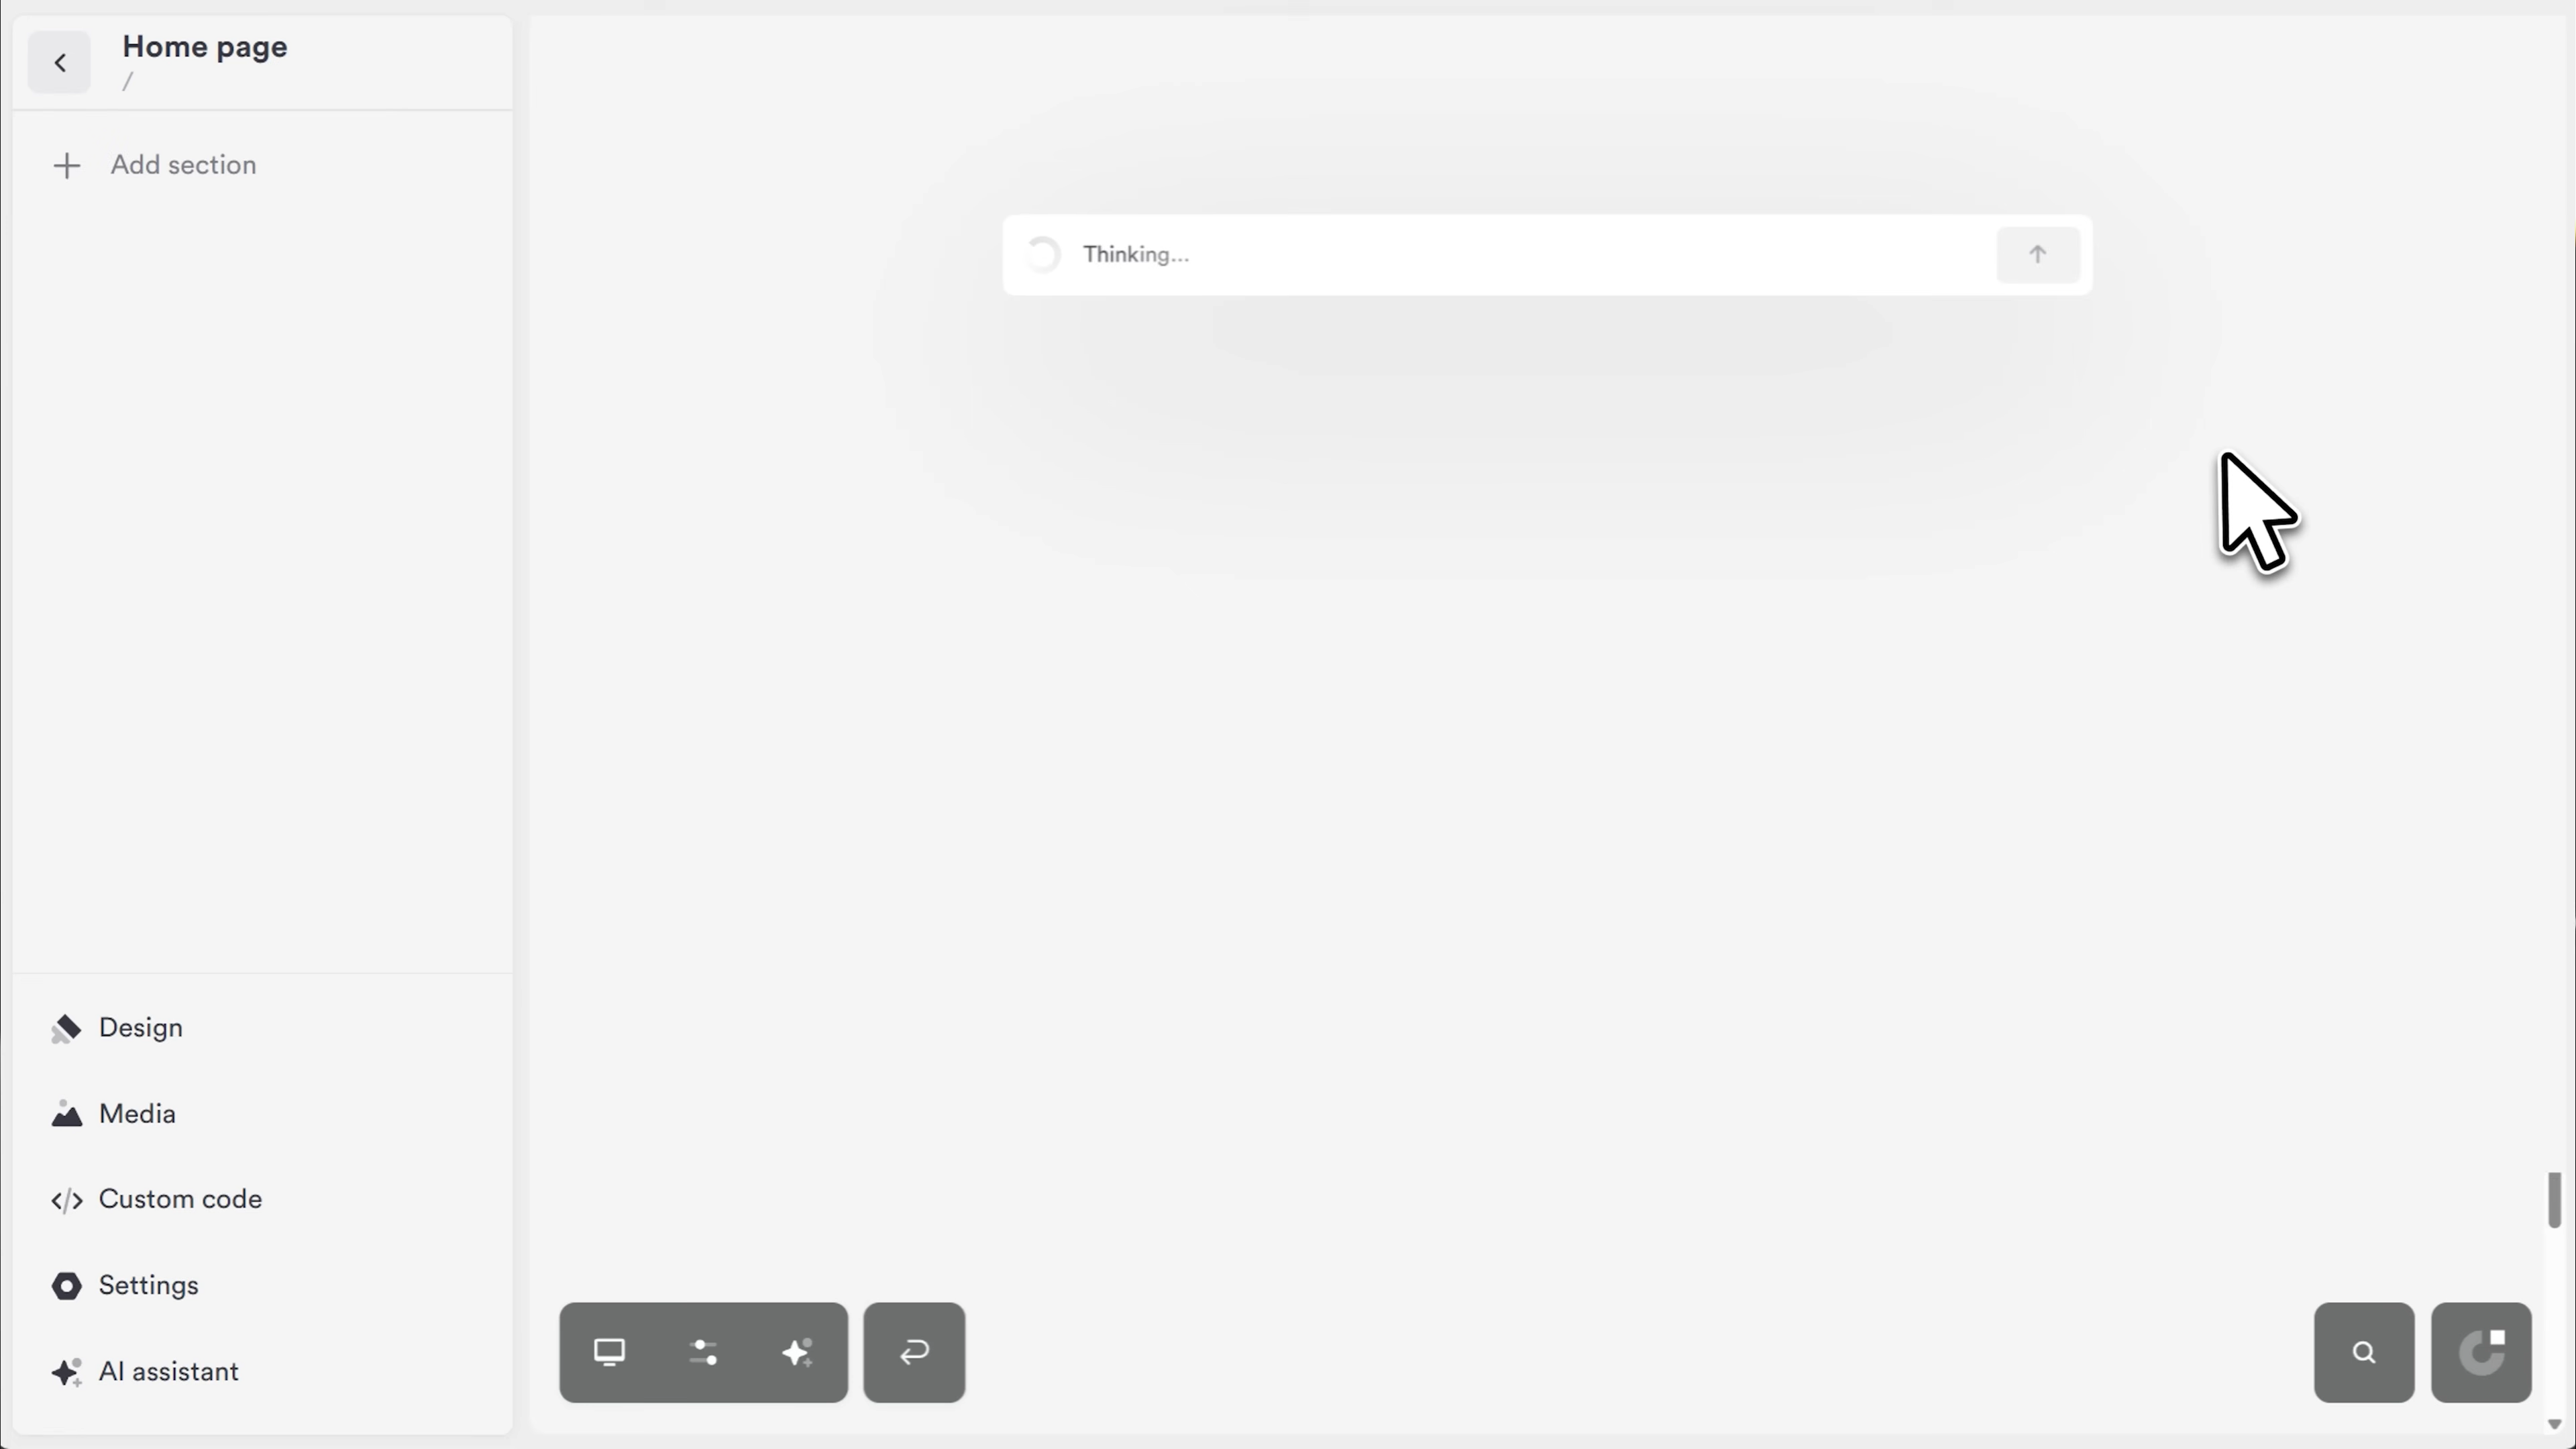 Home page
/
Add section
Thinking...
Design
Media
Custom code
Settings
AI assistant